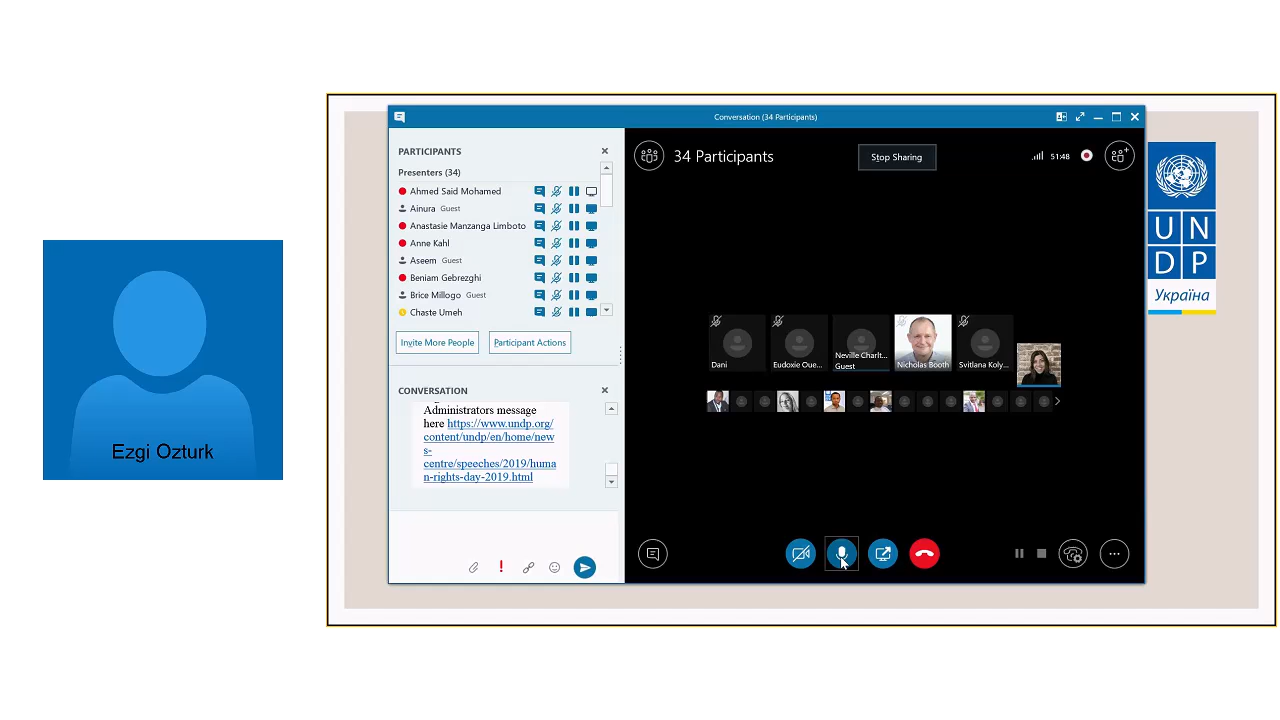 Conversation (34 Participants)
PARTICIPANTS
Presenters (34)
Ahmed Said Mohamed
Ainura Guest
Anastasie Manzanga Limboto
Anne Kahl
Aseem Guest
Beniam Gebrezghi
Brice Millogo Guest
Chaste Umeh
Invite More People
Participant Actions
CONVERSATION
Administrators message
here https://www.undp.org/
content/undp/en/home/new
s-
centre/speeches/2019/huma
n-rights-day-2019.html
34 Participants
Stop Sharing
51:48
Dani
Eudoxie Oue...
Neville Charlt...
Guest
Nicholas Booth
Svitlana Koly...
U N
D P
Україна
Ezgi Ozturk